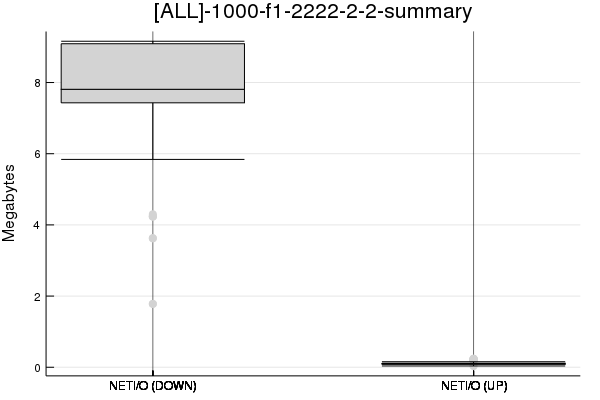 [ALL]-1000-f1-2222-2-2-summary
Megabytes
8
6
4
2
0
NETI/O (DOWN)
NETI/O (UP)